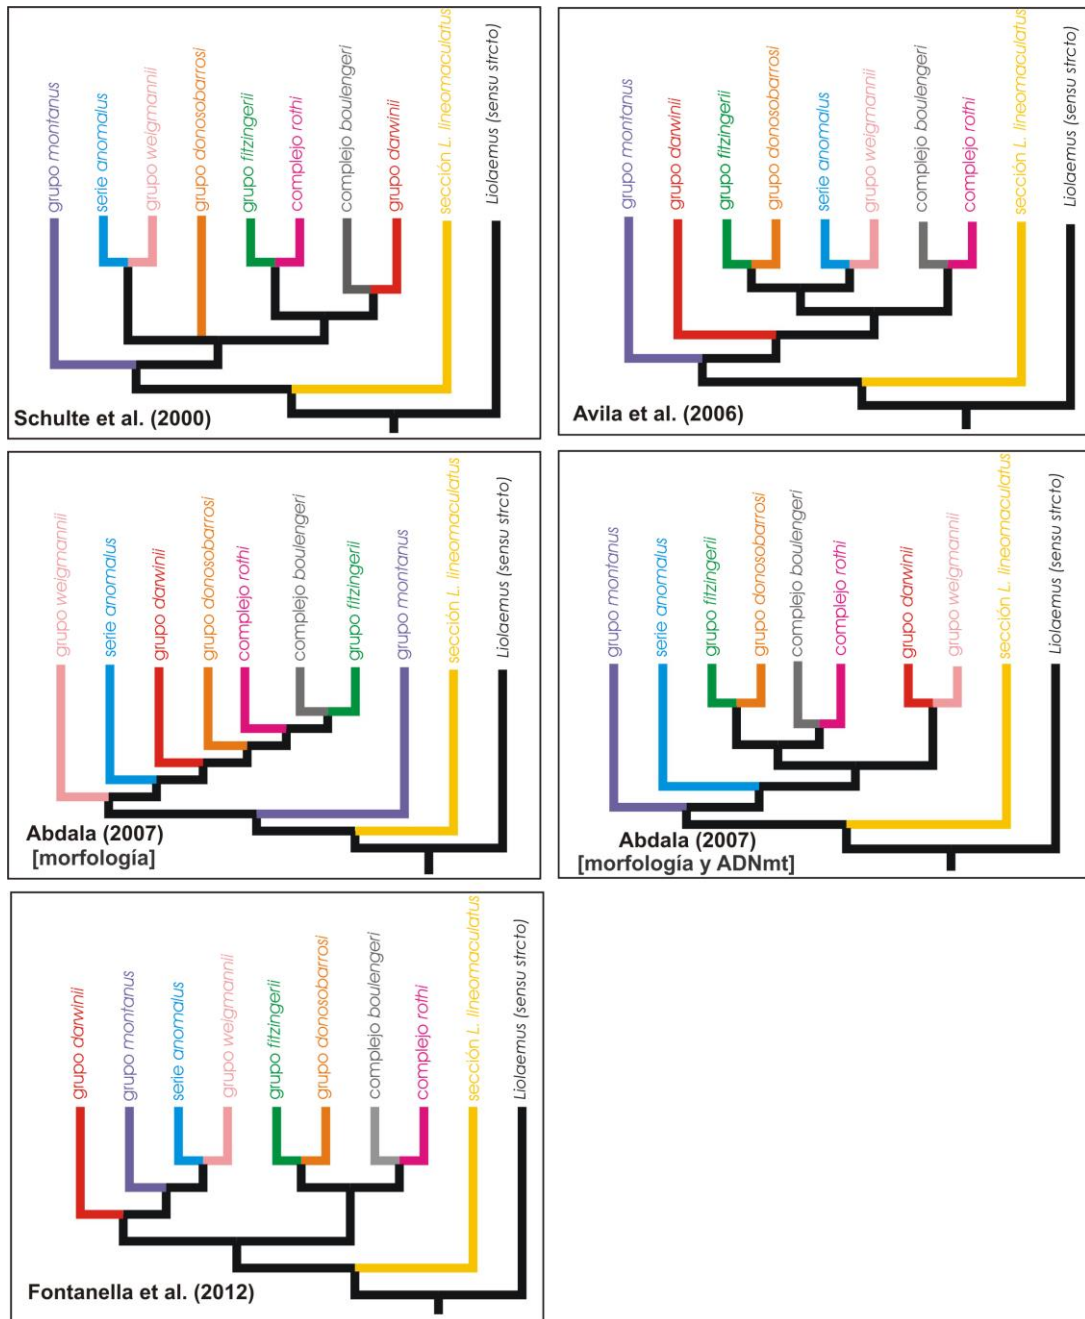 grupo montanus
serie anomalus
grupo weigmannii
grupo donosobarrosi
grupo fitzingerii
complejo rothi
complejo boulengeri
grupo darwinii
sección L. lineomaculatus
Liolaemus (sensu strcto)
Schulte et al. (2000)
grupo montanus
grupo darwinii
grupo fitzingerii
grupo donosobarrosi
serie anomalus
grupo weigmannii
complejo boulengeri
complejo rothi
sección L. lineomaculatus
Liolaemus (sensu strcto)
Avila et al. (2006)
grupo weigmannii
serie anomalus
grupo darwinii
grupo donosobarrosi
complejo rothi
complejo boulengeri
grupo fitzingerii
grupo montanus
sección L. lineomaculatus
Liolaemus (sensu strcto)
Abdala (2007)
[morfología]
grupo montanus
serie anomalus
grupo fitzingerii
grupo donosobarrosi
complejo boulengeri
complejo rothi
grupo darwinii
grupo weigmannii
sección L. lineomaculatus
Liolaemus (sensu strcto)
Abdala (2007)
[morfología y ADNmt]
grupo darwinii
grupo montanus
serie anomalus
grupo weigmannii
grupo fitzingerii
grupo donosobarrosi
complejo boulengeri
complejo rothi
sección L. lineomaculatus
Liolaemus (sensu strcto)
Fontanella et al. (2012)